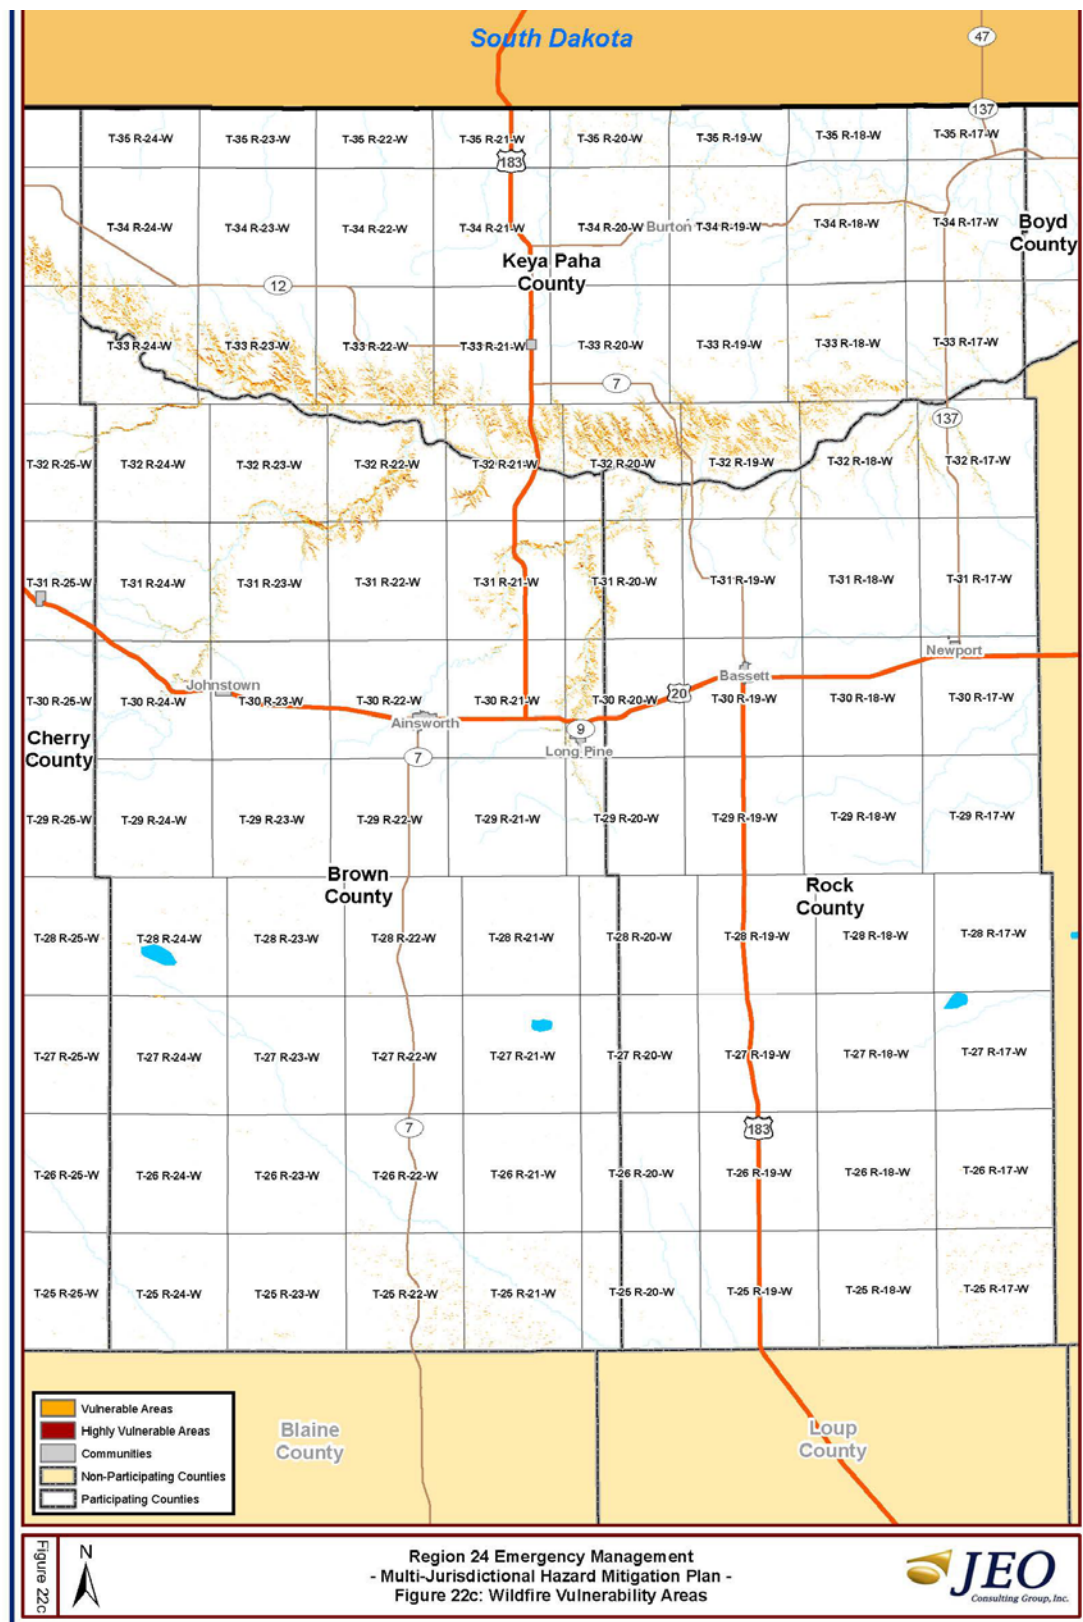 South Dakota
47
137
T-35 R-24-W T-35 R-23-W T-35 R-22-W T-35 R-21-W T-35 R-20-W T-35 R-19-W T-35 R-18-W T-35 R-17-W
183
T-34 R-24-W T-34 R-23-W T-34 R-22-W T-34 R-21-W T-34 R-20-W Burton T-34 R-19-W T-34 R-18-W T-34 R-17-W
Boyd
County
Keya Paha
County
12
T-33 R-24-W T-33 R-23-W T-33 R-22-W T-33 R-21-W T-33 R-20-W T-33 R-19-W T-33 R-18-W T-33 R-17-W
7
137
T-32 R-25-W T-32 R-24-W T-32 R-23-W T-32 R-22-W T-32 R-21-W T-32 R-20-W T-32 R-19-W T-32 R-18-W T-32 R-17-W
T-31 R-25-W T-31 R-24-W T-31 R-23-W T-31 R-22-W T-31 R-21-W T-31 R-20-W T-31 R-19-W T-31 R-18-W T-31 R-17-W
Newport
Bassett
Johnstown
20
T-30 R-25-W T-30 R-24-W T-30 R-23-W T-30 R-22-W T-30 R-21-W T-30 R-20-W T-30 R-19-W T-30 R-18-W T-30 R-17-W
Ainsworth
9
Long Pine
Cherry
County
7
T-29 R-25-W T-29 R-24-W T-29 R-23-W T-29 R-22-W T-29 R-21-W T-29 R-20-W T-29 R-19-W T-29 R-18-W T-29 R-17-W
Brown
County
Rock
County
T-28 R-25-W T-28 R-24-W T-28 R-23-W T-28 R-22-W T-28 R-21-W T-28 R-20-W T-28 R-19-W T-28 R-18-W T-28 R-17-W
T-27 R-25-W T-27 R-24-W T-27 R-23-W T-27 R-22-W T-27 R-21-W T-27 R-20-W T-27 R-19-W T-27 R-18-W T-27 R-17-W
7
183
T-26 R-25-W T-26 R-24-W T-26 R-23-W T-26 R-22-W T-26 R-21-W T-26 R-20-W T-26 R-19-W T-26 R-18-W T-26 R-17-W
T-25 R-25-W T-25 R-24-W T-25 R-23-W T-25 R-22-W T-25 R-21-W T-25 R-20-W T-25 R-19-W T-25 R-18-W T-25 R-17-W
Blaine
County
Loup
County
Vulnerable Areas
Highly Vulnerable Areas
Communities
Non-Participating Counties
Participating Counties
Figure 22c
N
Region 24 Emergency Management
- Multi-Jurisdictional Hazard Mitigation Plan -
Figure 22c: Wildfire Vulnerability Areas
JEO
Consulting Group, Inc.